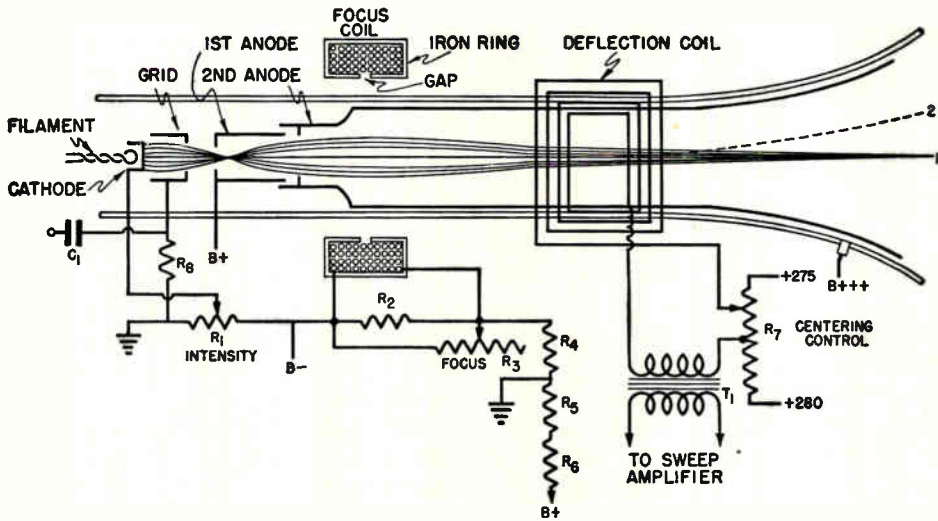 FOCUS
COIL
1ST ANODE
IRON RING
DEFLECTION COIL
2ND ANODE
GAP
GRID
FILAMENT
2
1
CATHODE
C1
R8
B+
B+++
+275
R2
R7
CENTERING
CONTROL
R1
INTENSITY
B-
FOCUS
R3
R4
T1
+280
R5
R6
TO SWEEP
AMPLIFIER
B+